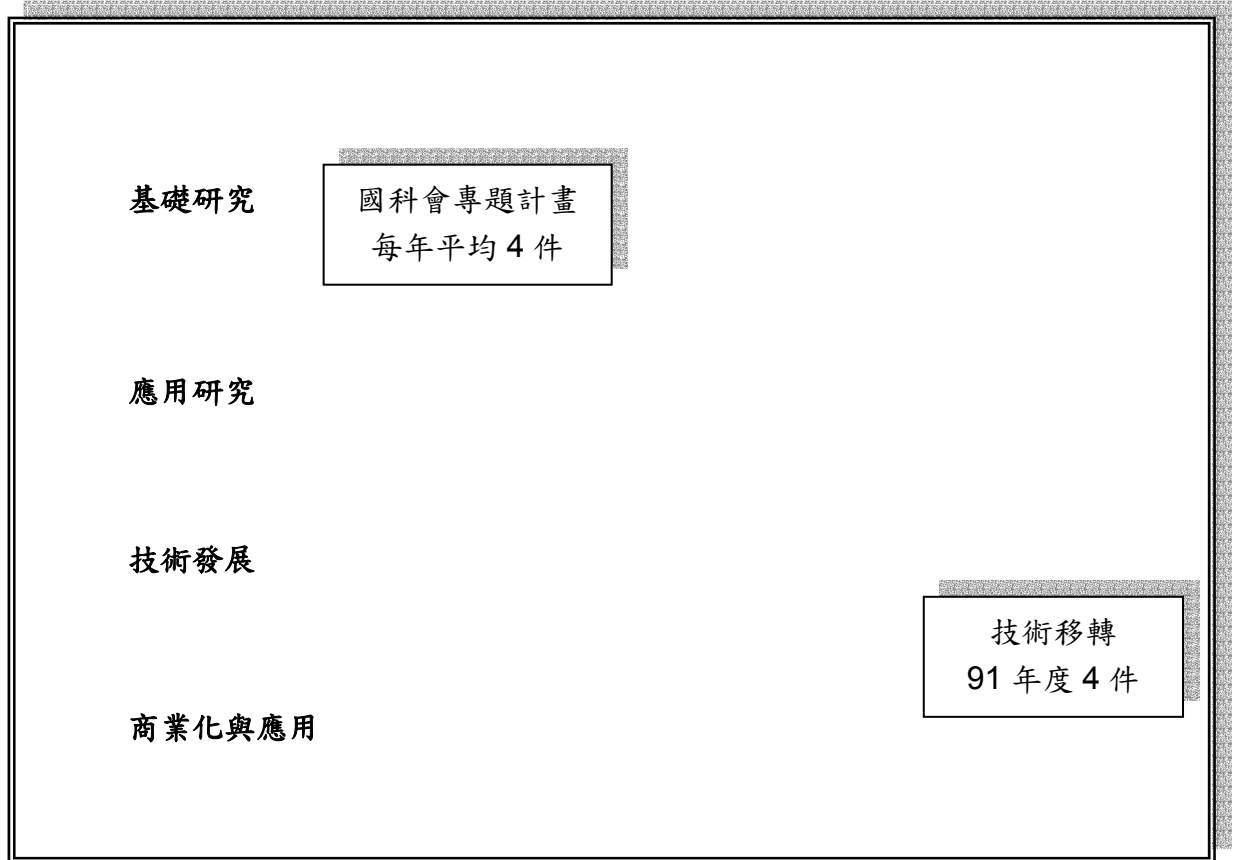 基礎研究
國科會專題計畫
每年平均 4 件
應用研究
技術發展
技術移轉
91 年度 4 件
商業化與應用